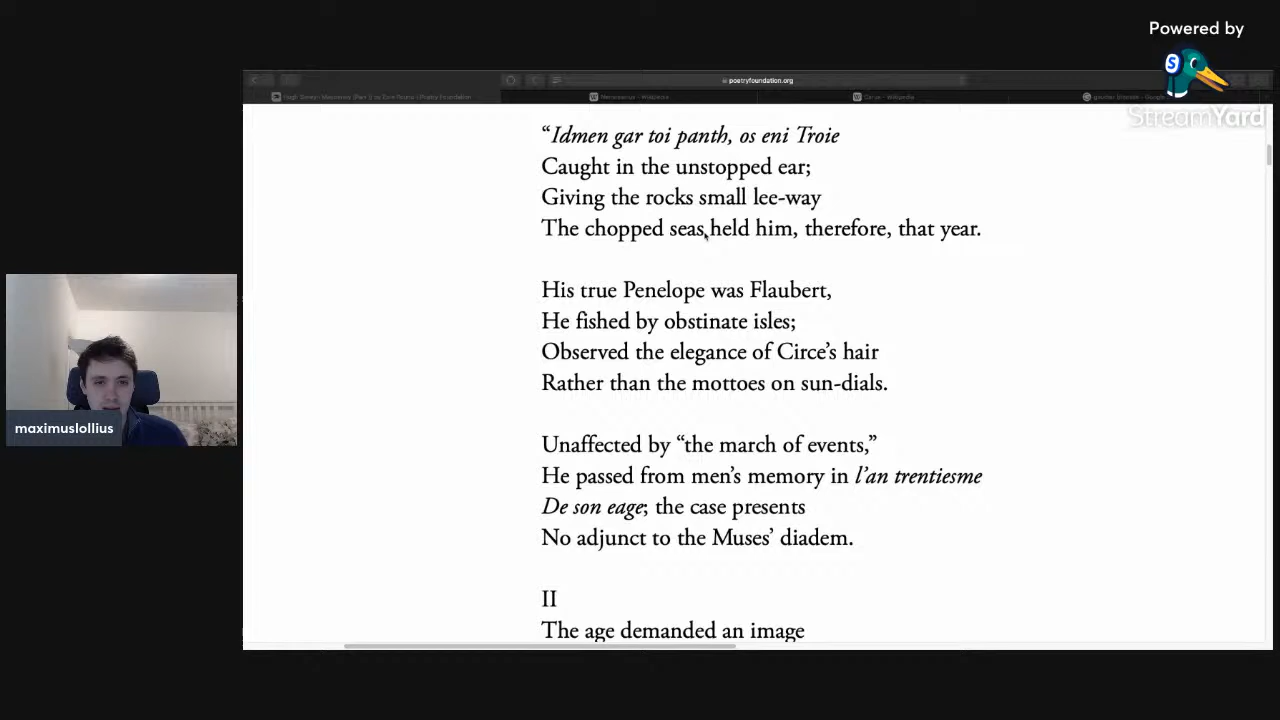 Powered by
StreamYard
poetryfoundation.org
“Idmen gar toi panth, os eni Troie
Caught in the unstopped ear;
Giving the rocks small lee-way
The chopped seas held him, therefore, that year.
His true Penelope was Flaubert,
He fished by obstinate isles;
Observed the elegance of Circe’s hair
Rather than the mottoes on sun-dials.
Unaffected by “the march of events,”
He passed from men’s memory in l’an trentiesme
De son eage; the case presents
No adjunct to the Muses’ diadem.
II
The age demanded an image
maximuslollius